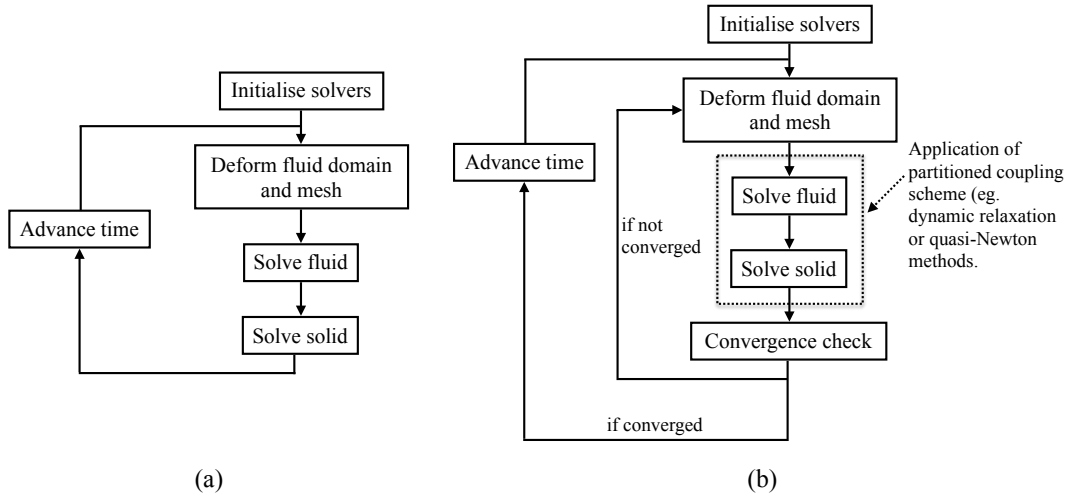 Initialise solvers
Deform fluid domain
and mesh
Advance time
Solve fluid
Solve solid
(a)
Initialise solvers
Deform fluid domain
and mesh
Advance time
Solve fluid
if not
converged
Solve solid
Convergence check
if converged
Application of
partitioned coupling
scheme (eg.
dynamic relaxation
or quasi-Newton
methods.
(b)